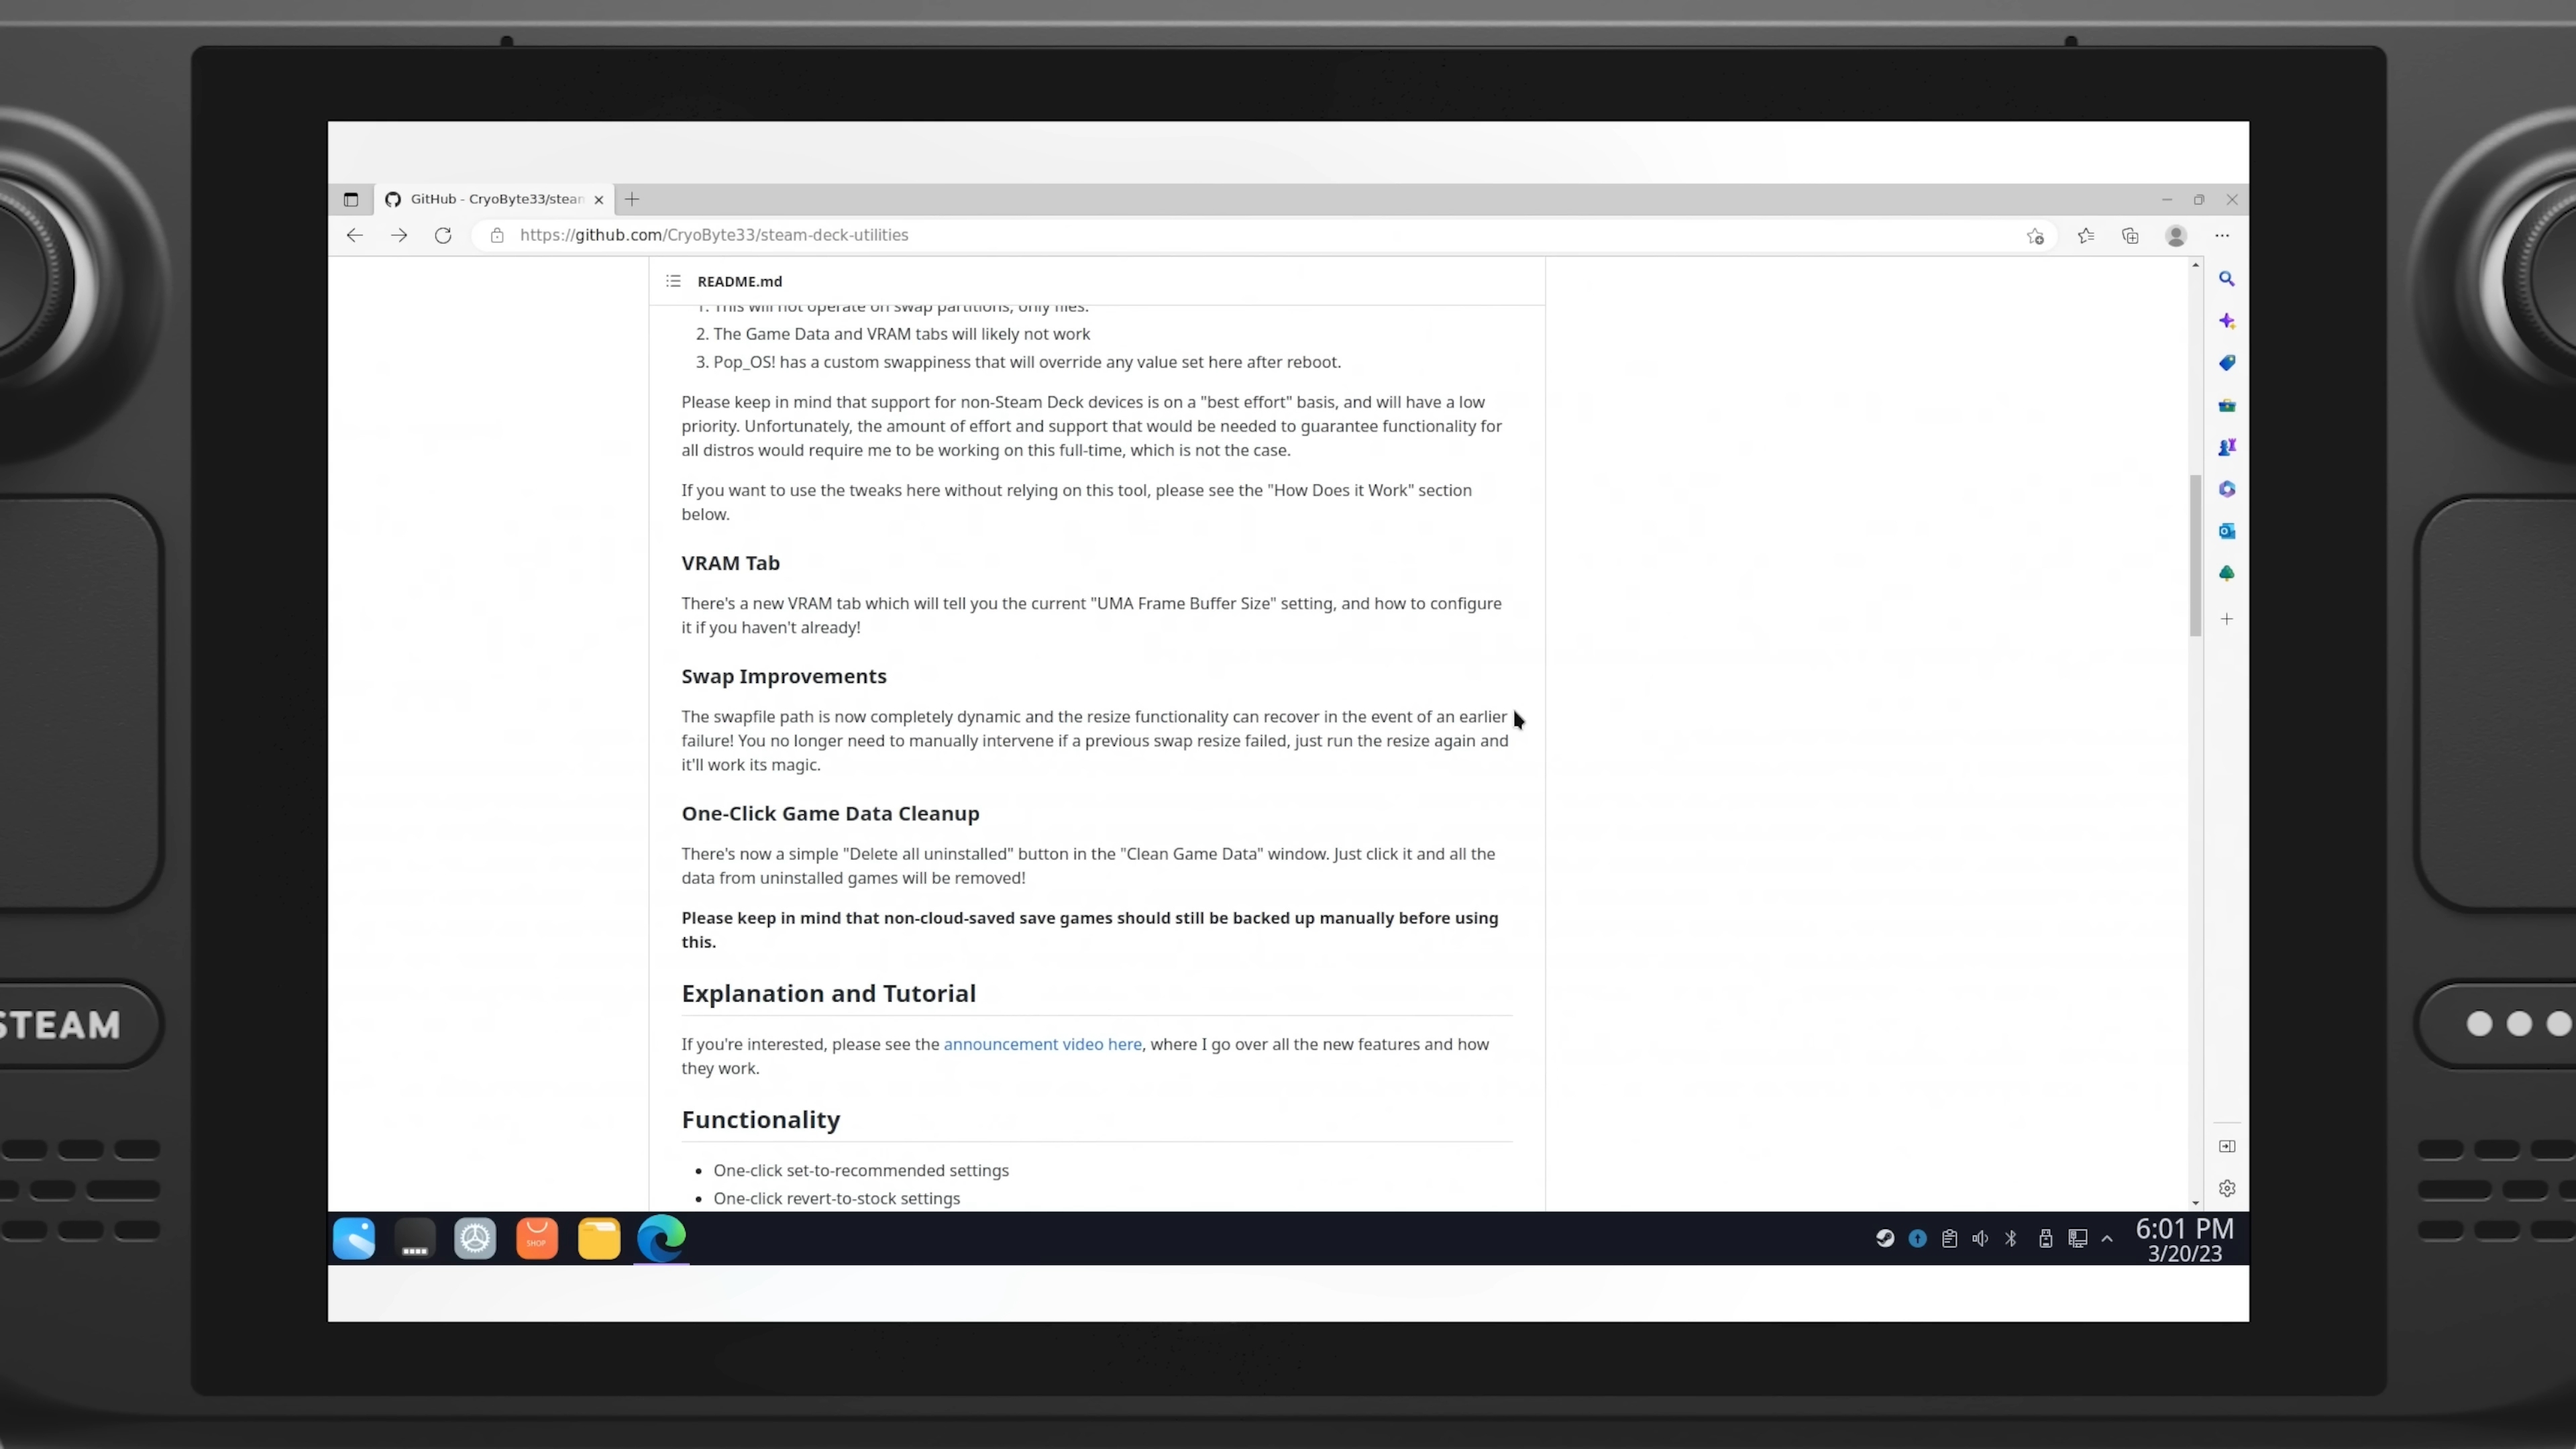 GitHub - CryoByte33/stear
https://github.com/CryoByte33/steam-deck-utilities
README.md
1. This will not operate on swap partitions, only files.
2. The Game Data and VRAM tabs will likely not work
3. Pop_OS! has a custom swappiness that will override any value set here after reboot.
Please keep in mind that support for non-Steam Deck devices is on a "best effort" basis, and will have a low
priority. Unfortunately, the amount of effort and support that would be needed to guarantee functionality for
all distros would require me to be working on this full-time, which is not the case.
If you want to use the tweaks here without relying on this tool, please see the "How Does it Work" section
below.
VRAM Tab
There's a new VRAM tab which will tell you the current "UMA Frame Buffer Size" setting, and how to configure
it if you haven't already!
Swap Improvements
The swapfile path is now completely dynamic and the resize functionality can recover in the event of an earlier
failure! You no longer need to manually intervene if a previous swap resize failed, just run the resize again and
it'll work its magic.
One-Click Game Data Cleanup
There's now a simple "Delete all uninstalled" button in the "Clean Game Data" window. Just click it and all the
data from uninstalled games will be removed!
Please keep in mind that non-cloud-saved save games should still be backed up manually before using
this.
Explanation and Tutorial
If you're interested, please see the announcement video here, where I go over all the new features and how
they work.
Functionality
• One-click set-to-recommended settings
• One-click revert-to-stock settings
STEAM
SHOP
6:01 PM
3/20/23